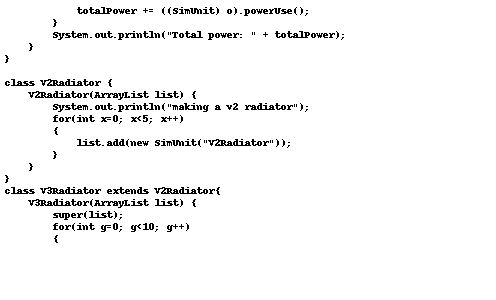 totalPower += ((SimUnit) o).powerUse();
        }
        System.out.println("Total power: " + totalPower);
    }
}

class V2Radiator {
    V2Radiator(ArrayList list) {
        System.out.println("making a v2 radiator");
        for(int x=0; x<5; x++)
        {
            list.add(new SimUnit("V2Radiator"));
        }
    }
}
class V3Radiator extends V2Radiator{
    V3Radiator(ArrayList list) {
        super(list);
        for(int g=0; g<10; g++)
        {